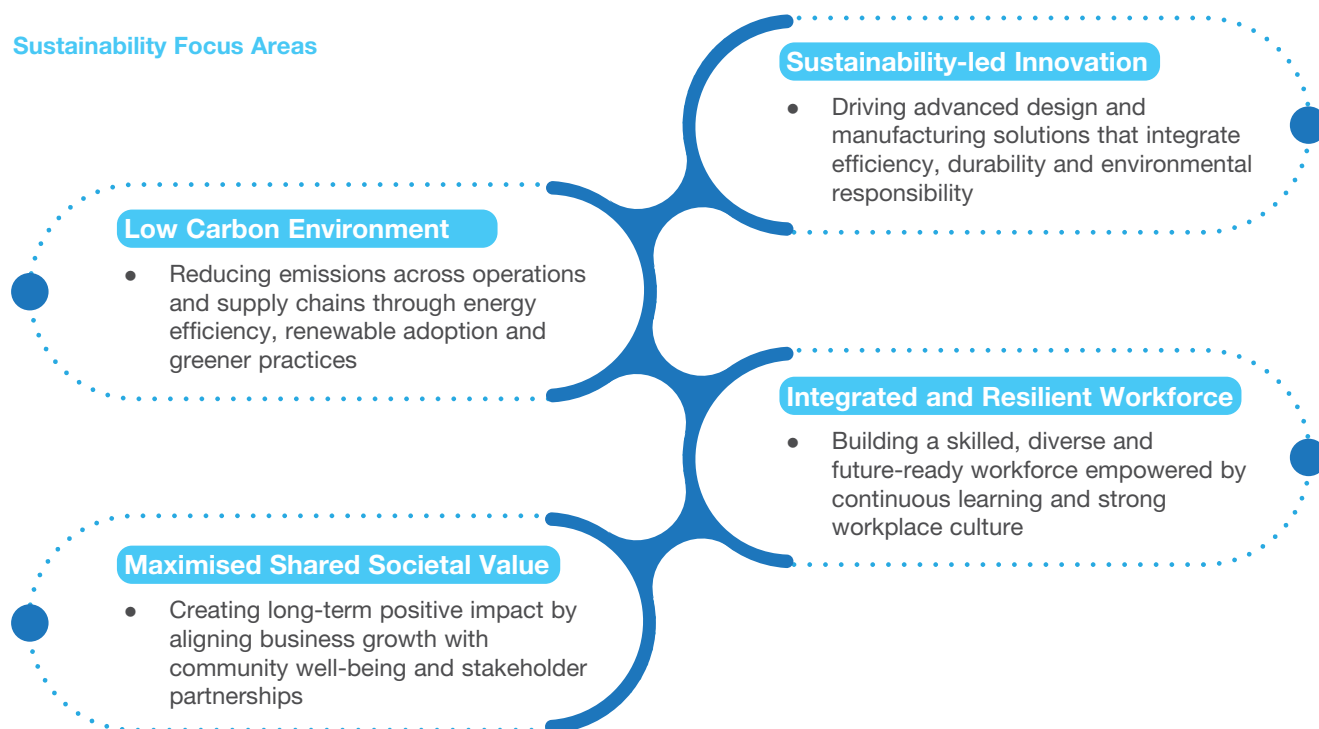 Sustainability Focus Areas
Sustainability-led Innovation
● Driving advanced design and
manufacturing solutions that integrate
efficiency, durability and environmental
responsibility
Low Carbon Environment
● Reducing emissions across operations
and supply chains through energy
efficiency, renewable adoption and
greener practices
Integrated and Resilient Workforce
● Building a skilled, diverse and
future-ready workforce empowered by
continuous learning and strong
workplace culture
Maximised Shared Societal Value
● Creating long-term positive impact by
aligning business growth with
community well-being and stakeholder
partnerships